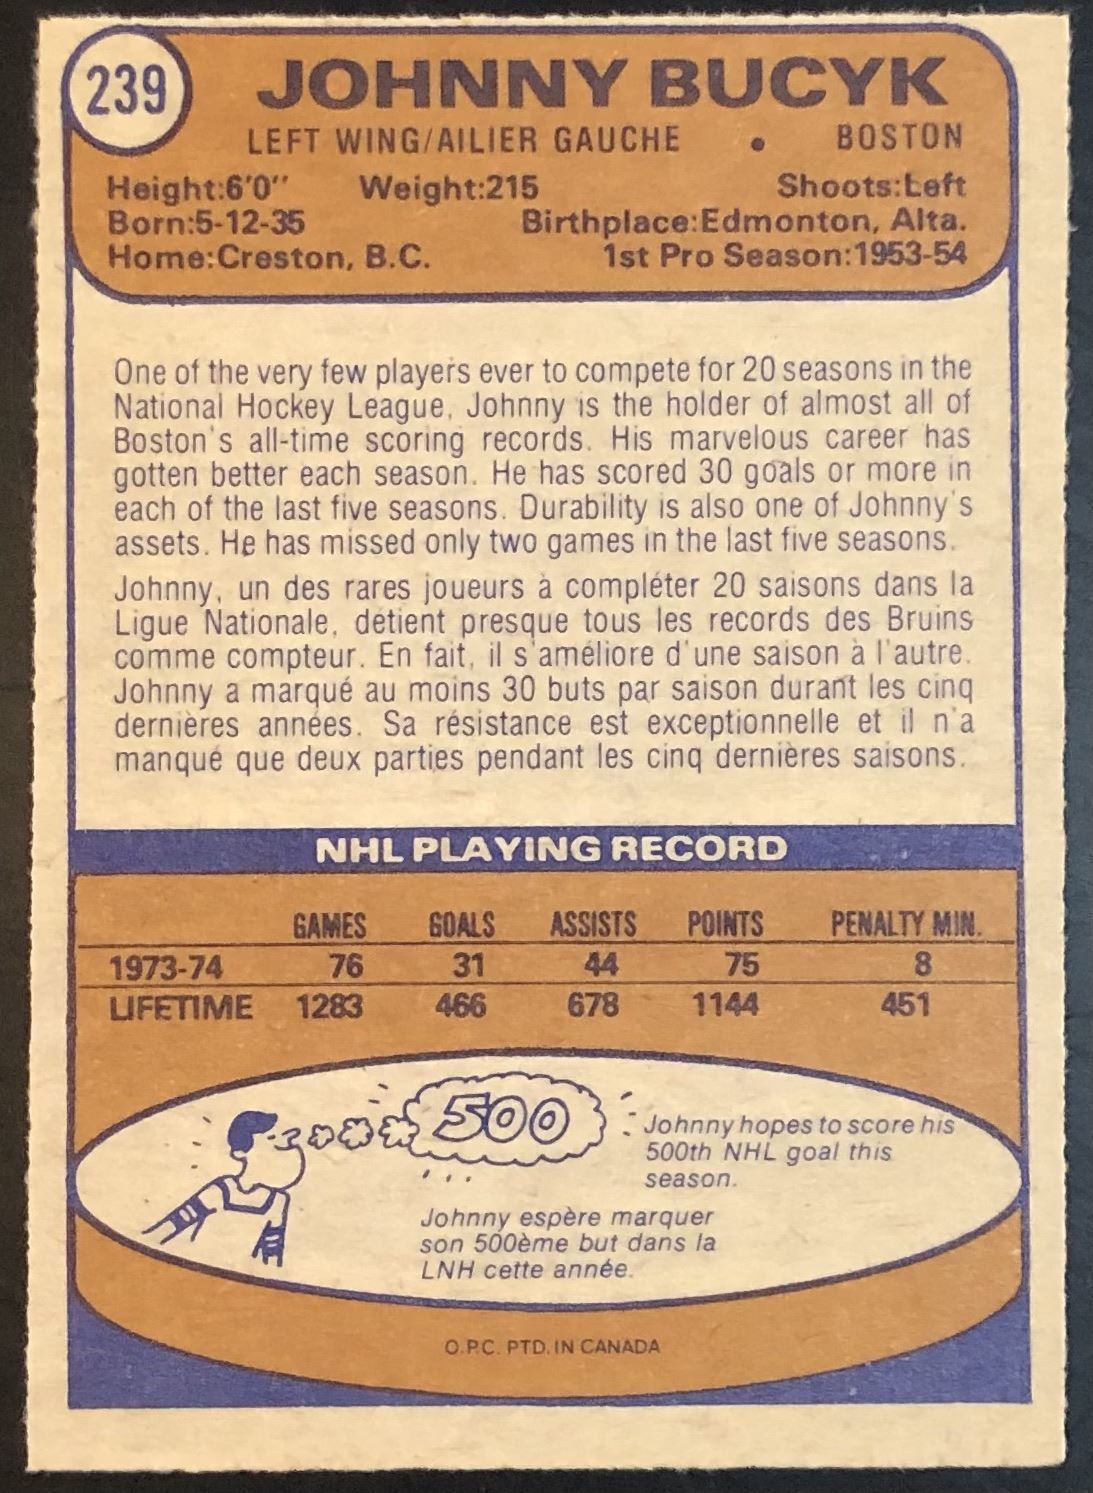 239
JOHNNY BUCYK
LEFT WING/AILIER GAUCHE • BOSTON
Height:6'0" Weight:215 Shoots:Left
Born:5-12-35 Birthplace:Edmonton, Alta.
Home:Creston, B.C. 1st Pro Season:1953-54
One of the very few players ever to compete for 20 seasons in the
National Hockey League, Johnny is the holder of almost all of
Boston's all-time scoring records. His marvelous career has
gotten better each season. He has scored 30 goals or more in
each of the last five seasons. Durability is also one of Johnny's
assets. He has missed only two games in the last five seasons.
Johnny, un des rares joueurs à compléter 20 saisons dans la
Ligue Nationale, détient presque tous les records des Bruins
comme compteur. En fait, il s'améliore d'une saison à l'autre.
Johnny a marqué au moins 30 buts par saison durant les cinq
dernières années. Sa résistance est exceptionnelle et il n'a
manqué que deux parties pendant les cinq dernières saisons.
NHL PLAYING RECORD
GAMES GOALS ASSISTS POINTS PENALTY MIN.
1973-74 76 31 44 75 8
LIFETIME 1283 466 678 1144 451
500
Johnny hopes to score his
500th NHL goal this
season.
Johnny espère marquer
son 500ème but dans la
LNH cette année.
O.P.C. PTD. IN CANADA